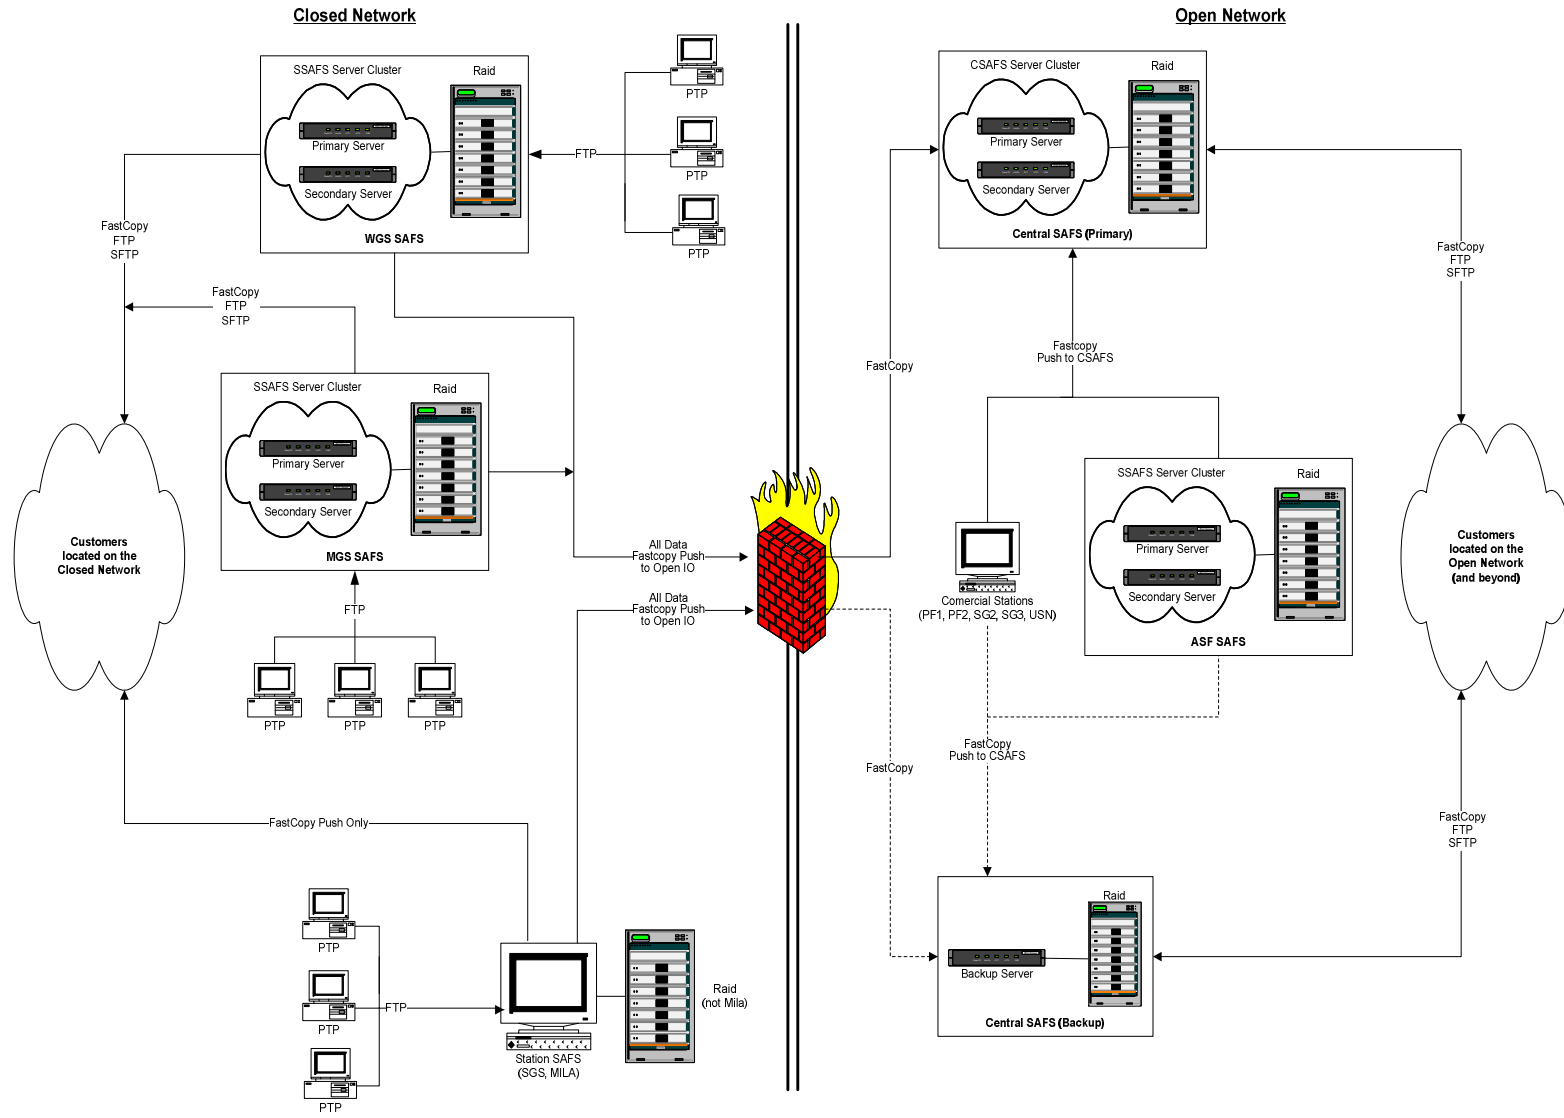 Closed Network
Open Network
SSAFS Server Cluster
Raid
Primary Server
Secondary Server
WGS SAFS
PTP
PTP
PTP
FTP
FastCopy
FTP
SFTP
FastCopy
FTP
SFTP
SSAFS Server Cluster
Raid
Primary Server
Secondary Server
MGS SAFS
FTP
PTP
PTP
PTP
Customers
located on the
Closed Network
All Data
Fastcopy Push
to Open IO
All Data
Fastcopy Push
to Open IO
FastCopy Push Only
PTP
PTP
PTP
FTP
Station SAFS
(SGS, MILA)
Raid
(not Mila)
CSAFS Server Cluster
Raid
Primary Server
Secondary Server
Central SAFS (Primary)
FastCopy
FTP
SFTP
FastCopy
Fastcopy
Push to CSAFS
SSAFS Server Cluster
Raid
Primary Server
Secondary Server
ASF SAFS
Comercial Stations
(PF1, PF2, SG2, SG3, USN)
Customers
located on the
Open Network
(and beyond)
FastCopy
Push to CSAFS
FastCopy
FastCopy
FTP
SFTP
Raid
Backup Server
Central SAFS (Backup)